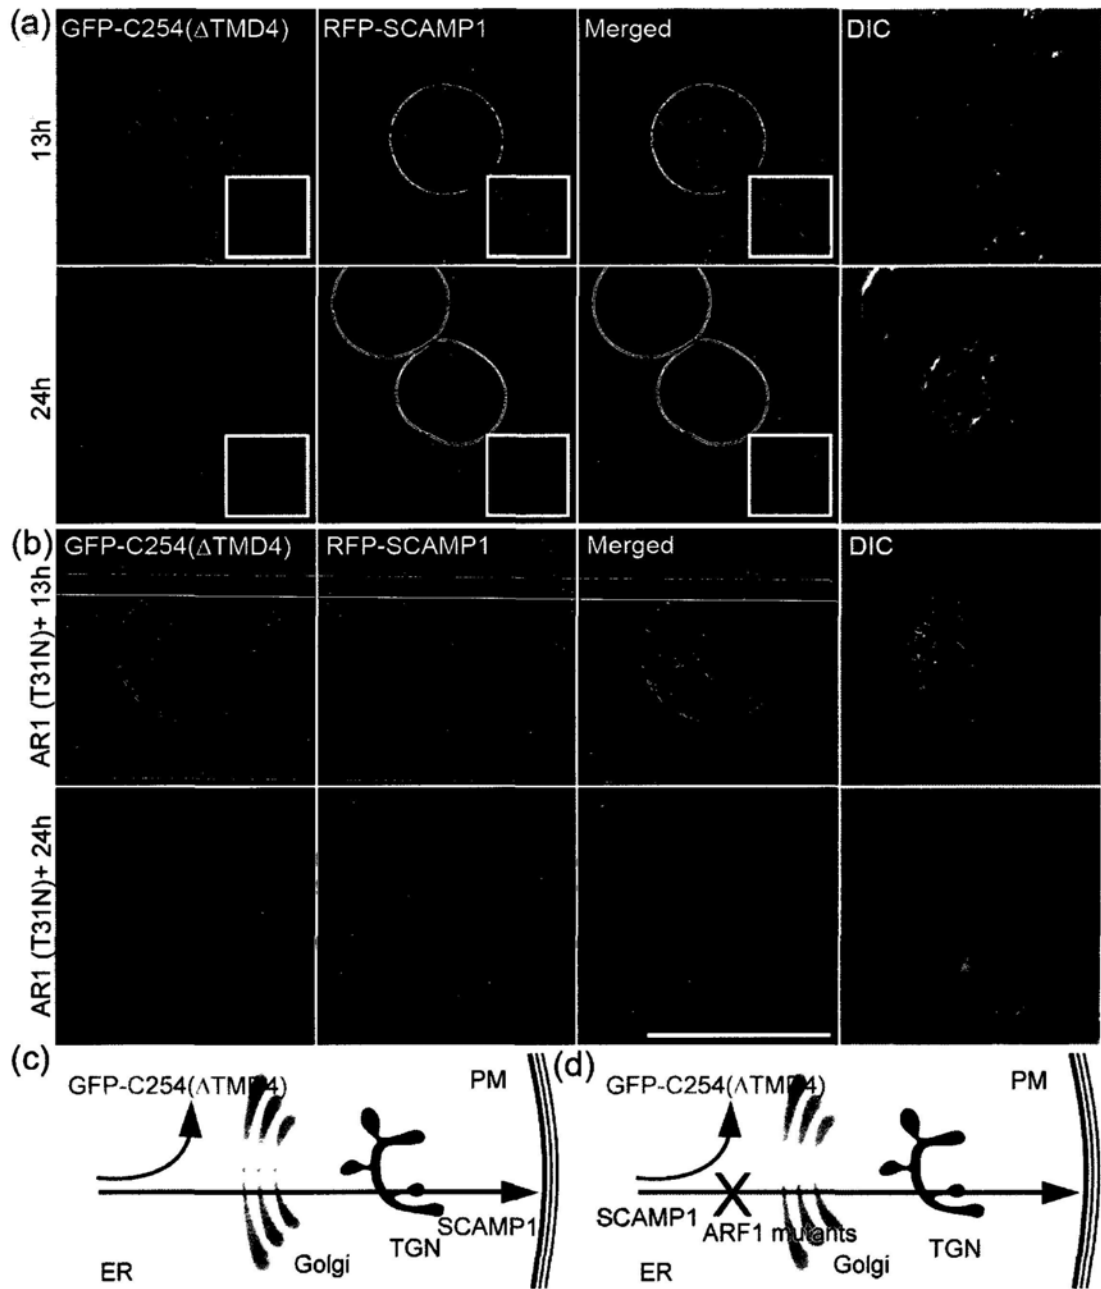 (a)
GFP-C254(ΔTMD4) RFP-SCAMP1 Merged DIC
13h
24h
(b)
GFP-C254(ΔTMD4) RFP-SCAMP1 Merged DIC
AR1 (T31N)+ 13h
AR1 (T31N)+ 24h
(c)
GFP-C254(ΔTMD4)
PM
SCAMP1
TGN
Golgi
ER
(d)
GFP-C254(ΔTMD4)
PM
SCAMP1
ARF1 mutants
TGN
Golgi
ER